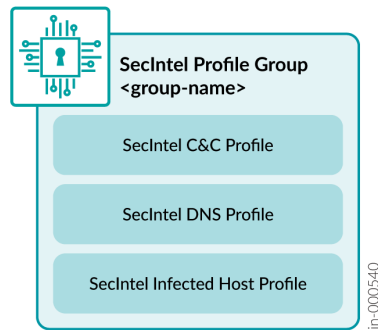 SecIntel Profile Group
<group-name>
SecIntel C&C Profile
SecIntel DNS Profile
SecIntel Infected Host Profile
jn-000540